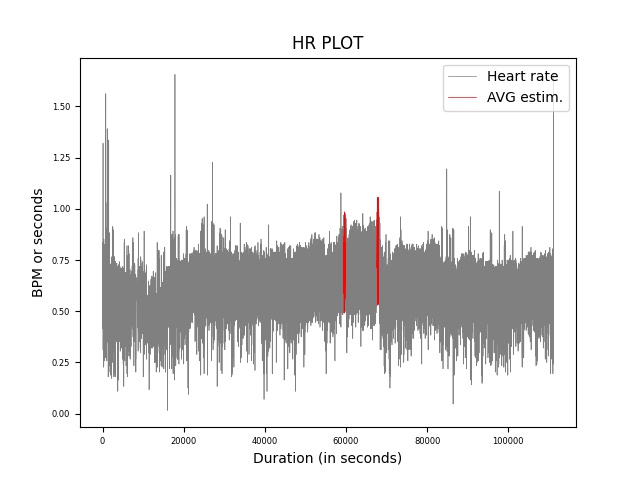 HR PLOT
Heart rate
AVG estim.
1.50
1.25
1.00
0.75
0.50
0.25
0.00
BPM or seconds
0 20000 40000 60000 80000 100000
Duration (in seconds)